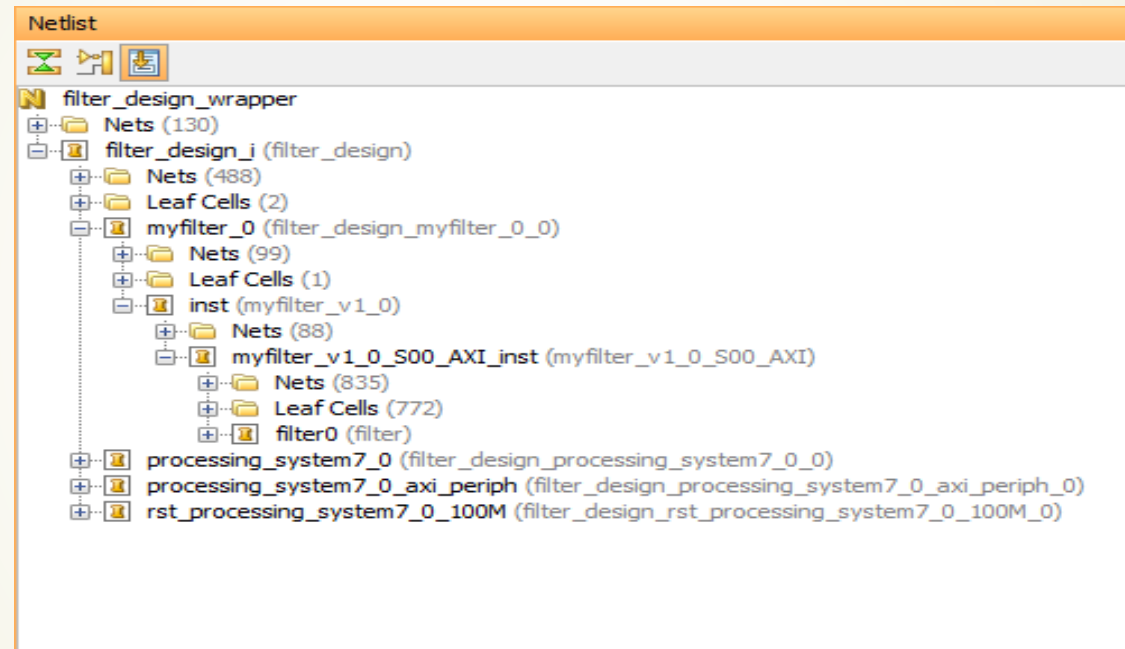 Netlist
filter_design_wrapper
Nets (130)
filter_design_i (filter_design)
Nets (488)
Leaf Cells (2)
myfilter_0 (filter_design_myfilter_0_0)
Nets (99)
Leaf Cells (1)
inst (myfilter_v1_0)
Nets (88)
myfilter_v1_0_S00_AXI_inst (myfilter_v1_0_S00_AXI)
Nets (835)
Leaf Cells (772)
filter0 (filter)
processing_system7_0 (filter_design_processing_system7_0_0)
processing_system7_0_axi_periph (filter_design_processing_system7_0_axi_periph_0)
rst_processing_system7_0_100M (filter_design_rst_processing_system7_0_100M_0)